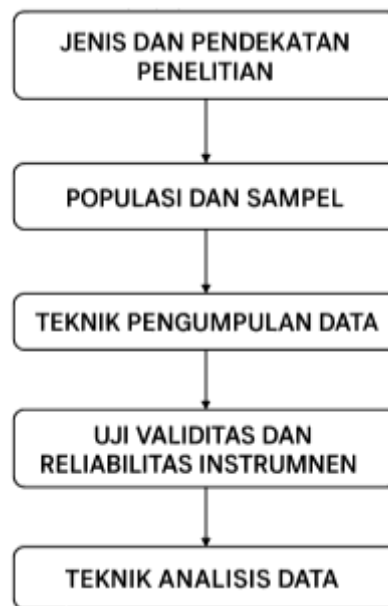 JENIS DAN PENDEKATAN
PENELITIAN
POPULASI DAN SAMPEL
TEKNIK PENGUMPULAN DATA
UJI VALIDITAS DAN
RELIABILITAS INSTRUMNEN
TEKNIK ANALISIS DATA